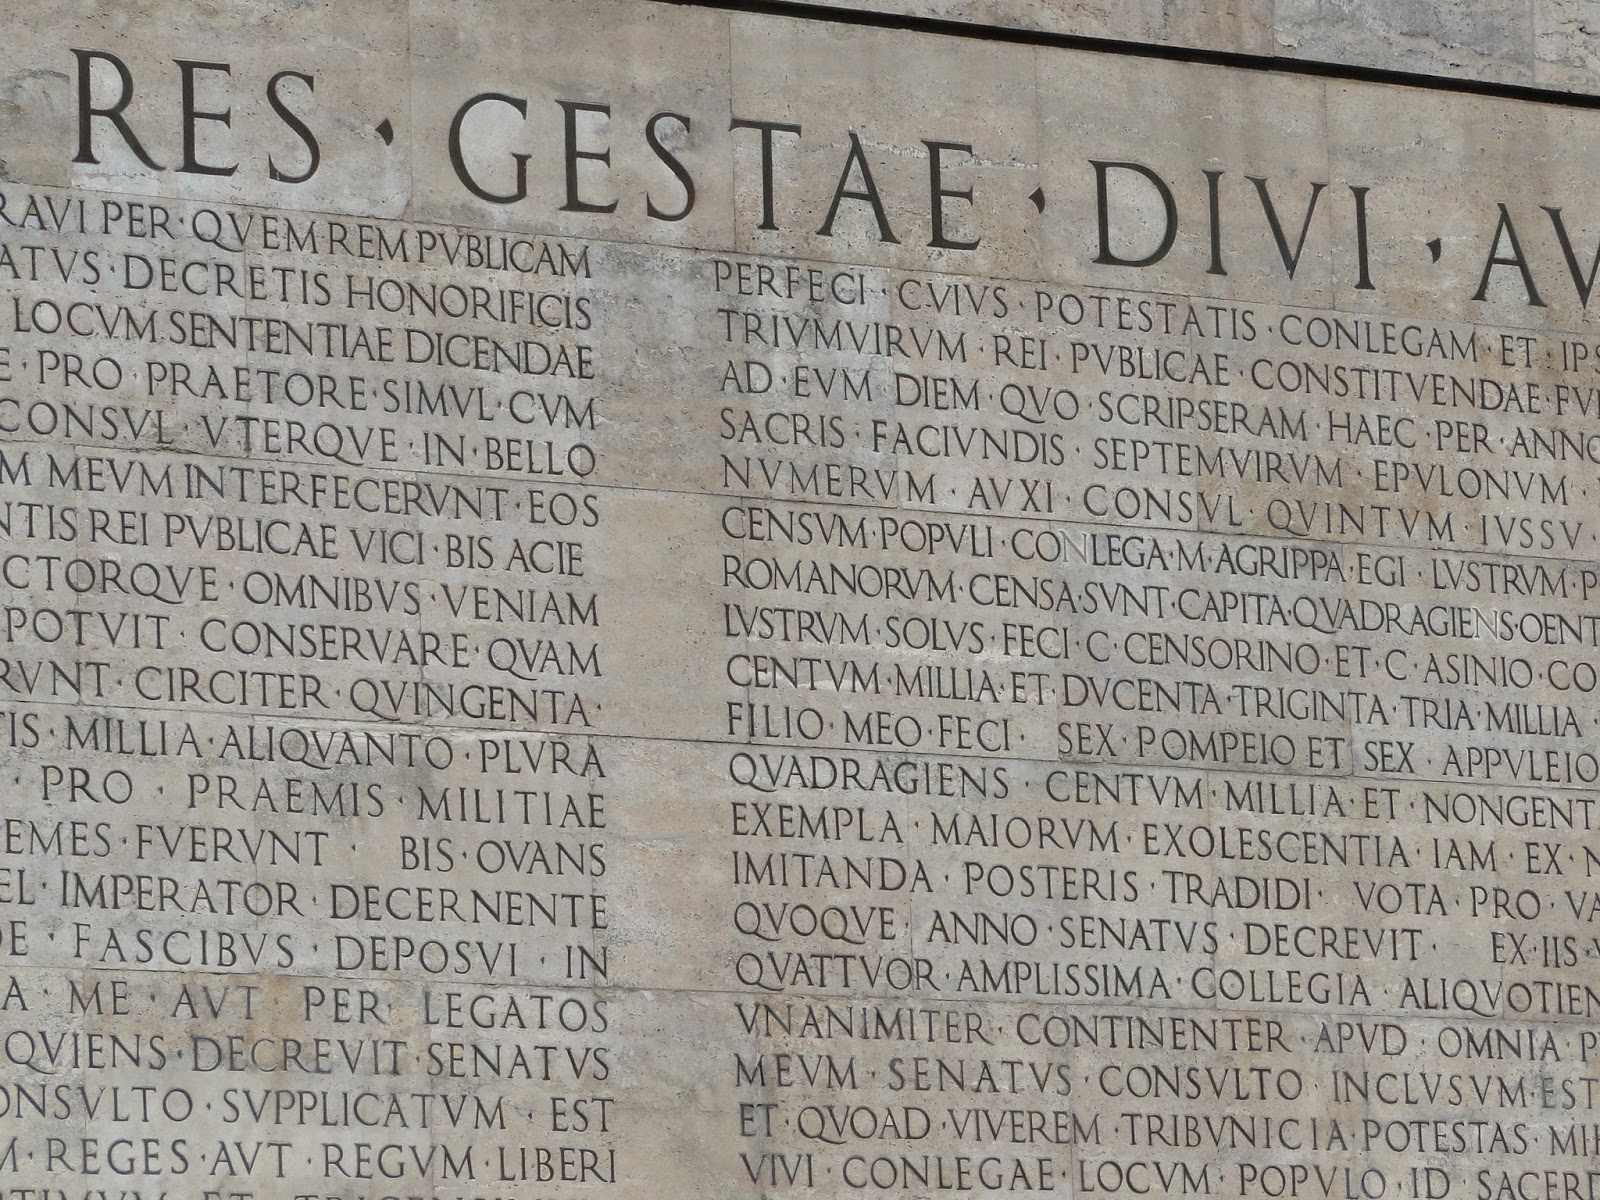 RES · GESTAE · DIVI · AV
RAVI PER · QVEM · REM PVBLICAM
ATVS · DECRETIS HONORIFICIS
LOCVM SENTENTIAE DICENDAE
E · PRO PRAETORE · SIMVL · CVM
CONSVL · VTERQVE · IN · BELLO
M MEVM INTERFECERVNT · EOS
NTIS REI PVBLICAE VICI · BIS ACIE
CTORQVE · OMNIBVS · VENIAM
POTVIT · CONSERVARE · QVAM
RVNT · CIRCITER · QVINGENTA ·
TIS · MILLIA · ALIQVANTO · PLVRA
PRO · PRAEMIS · MILITIAE
EMES · FVERVNT · BIS · OVANS
EL · IMPERATOR · DECERNENTE
DE · FASCIBVS · DEPOSVI · IN
A · ME · AVT PER LEGATOS
QVIENS · DECREVIT · SENATVS
ONSVLTO · SVPPLICATVM · EST
M · REGES · AVT · REGVM · LIBERI
PERFECI · CVIVS · POTESTATIS · CONLEGAM · ET · IPS
TRIVMVIRVM · REI · PVBLICAE · CONSTITVENDAE · FVI
AD · EVM DIEM · QVO · SCRIPSERAM · HAEC · PER · ANNO
SACRIS · FACIVNDIS · SEPTEMVIRVM · EPVLONVM ·
NVMERVM · AVXI · CONSVL · QVINTVM · IVSSV ·
CENSVM · POPVLI · CONLEGA · M · AGRIPPA · EGI · LVSTRVM · P
ROMANORVM · CENSA · SVNT · CAPITA · QVADRAGIENS · OENT
LVSTRVM · SOLVS · FECI · C · CENSORINO · ET · C · ASINIO · CO
CENTVM · MILLIA · ET · DVCENTA · TRIGINTA · TRIA · MILLIA ·
FILIO · MEO · FECI · SEX · POMPEIO ET SEX · APPVLEIO
QVADRAGIENS · CENTVM · MILLIA · ET · NONGENT
EXEMPLA · MAIORVM · EXOLESCENTIA · IAM · EX · N
IMITANDA · POSTERIS · TRADIDI · VOTA · PRO · VA
QVOQVE · ANNO · SENATVS · DECREVIT · EX · IIS · V
QVATTVOR · AMPLISSIMA · COLLEGIA · ALIQVOTIEN
VNANIMITER · CONTINENTER · APVD · OMNIA · P
MEVM · SENATVS · CONSVLTO · INCLVSVM · EST
ET · QVOAD · VIVEREM · TRIBVNICIA · POTESTAS · MIH
VIVI · CONLEGAE · LOCVM · POPVLO · ID · SACERD